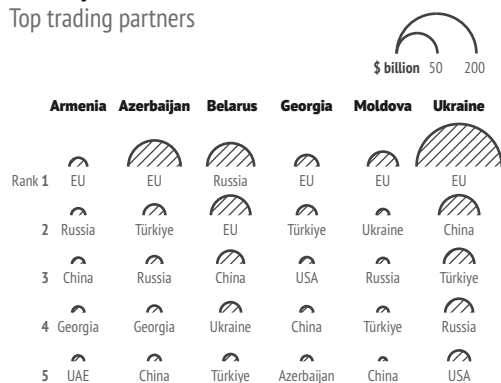 Top trading partners
$ billion 50 200
Armenia Azerbaijan Belarus Georgia Moldova Ukraine
Rank 1 EU EU Russia EU EU EU
2 Russia Türkiye EU Türkiye Ukraine China
3 China Russia China USA Russia Türkiye
4 Georgia Georgia Ukraine China Türkiye Russia
5 UAE China Türkiye Azerbaijan China USA